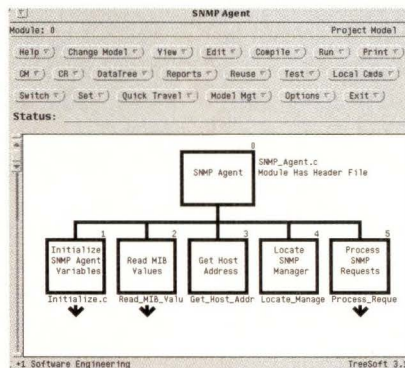 SNMP Agent
Module: 0 Project Model
Help Change Model View Edit Compile Run Print
CM CR DataTree Reports Reuse Test Local Cmds
Switch Set Quick Travel Model Mgt Options Exit
Status:
0
SNMP Agent
SNMP_Agent.c
Module Has Header File
1
Initialize
SNMP Agent
Variables
Initialize.c
2
Read MIB
Values
Read_MIB_Valu
3
Get Host
Address
Get_Host_Addr
4
Locate
SNMP
Manager
Locate_Manage
5
Process
SNMP
Requests
Process_Reque
+1 Software Engineering
TreeSoft 3.